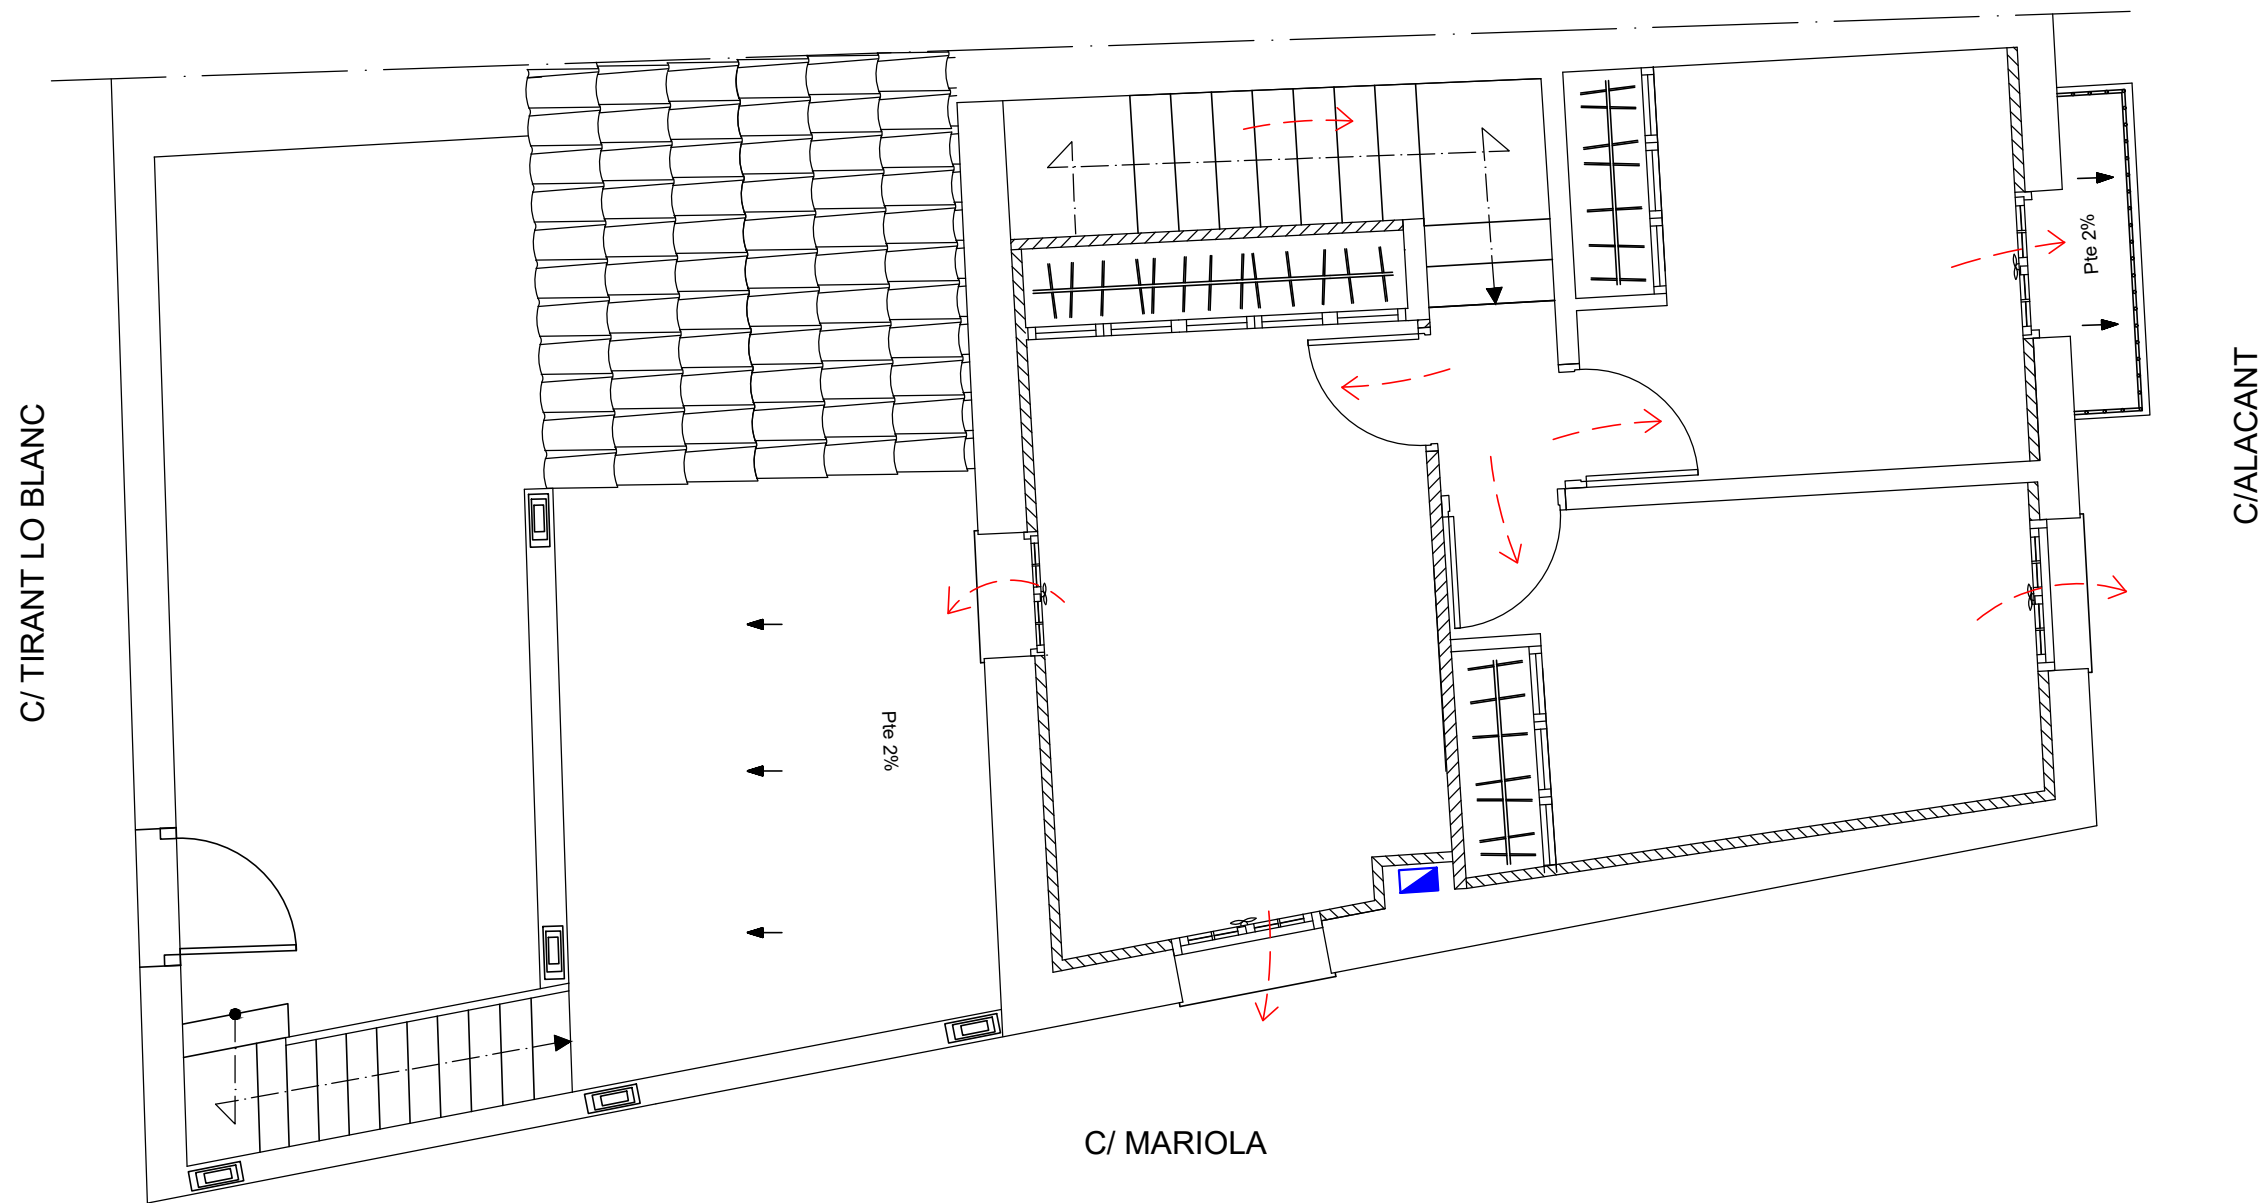 C/ TIRANT LO BLANC
Pte 2%
Pte 2%
C/ALACANT
C/ MARIOLA